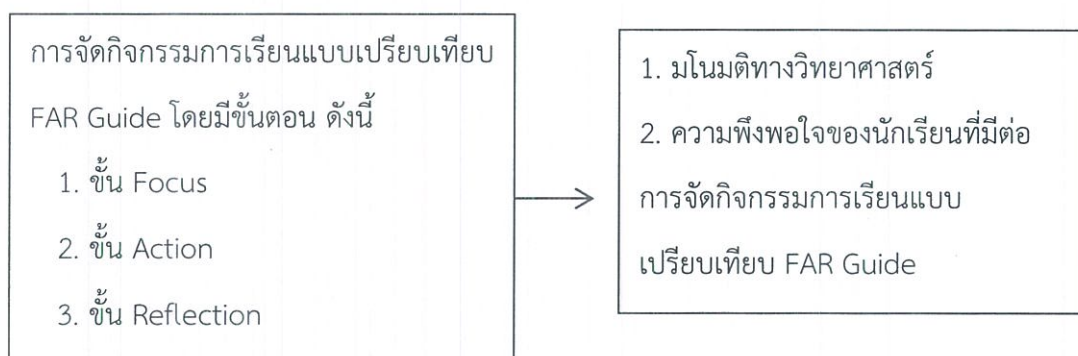 การจัดกิจกรรมการเรียนแบบเปรียบเทียบ
FAR Guide โดยมีขั้นตอน ดังนี้
1. ขั้น Focus
2. ขั้น Action
3. ขั้น Reflection
1. มโนมติทางวิทยาศาสตร์
2. ความพึงพอใจของนักเรียนที่มีต่อ
การจัดกิจกรรมการเรียนแบบ
เปรียบเทียบ FAR Guide